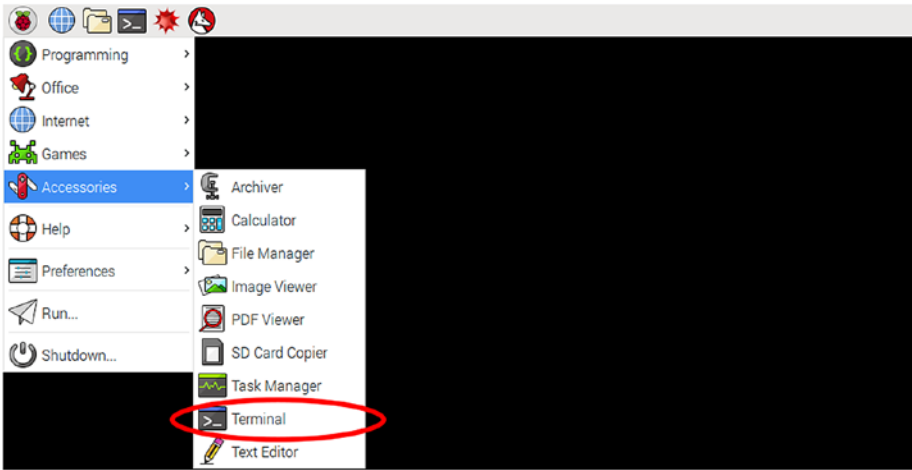 Programming
Office
Internet
Games
Accessories
Help
Preferences
Run...
Shutdown...
Archiver
Calculator
File Manager
Image Viewer
PDF Viewer
SD Card Copier
Task Manager
Terminal
Text Editor